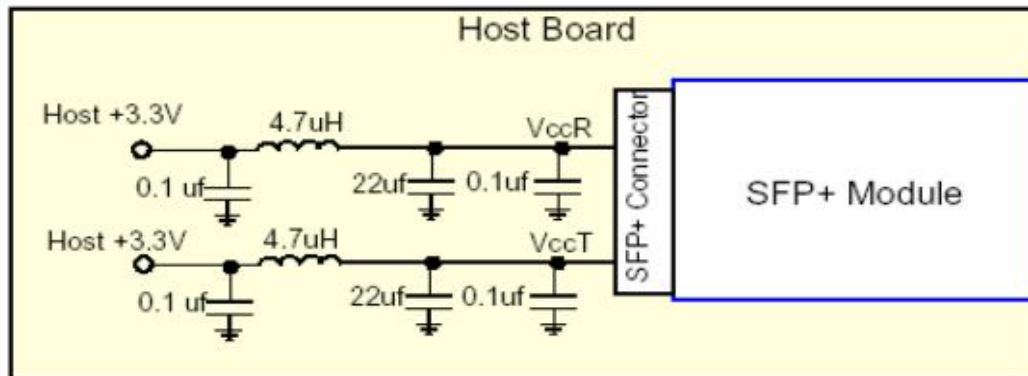 Host Board
Host +3.3V
4.7uH
VccR
0.1 uf
22uf
0.1uf
Host +3.3V
4.7uH
VccT
0.1 uf
22uf
0.1uf
SFP+ Connector
SFP+ Module